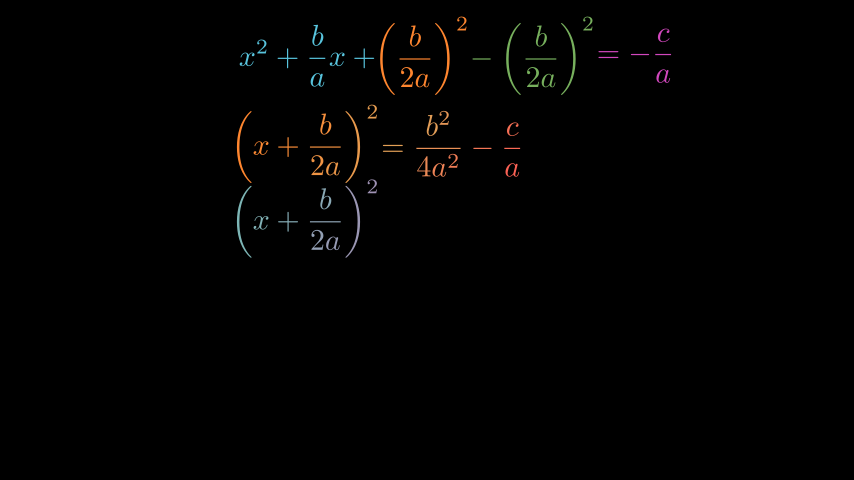 x² + b/a x + (b/2a)² − (b/2a)² = − c/a
(x + b/2a)² = b²/4a² − c/a
(x + b/2a)²